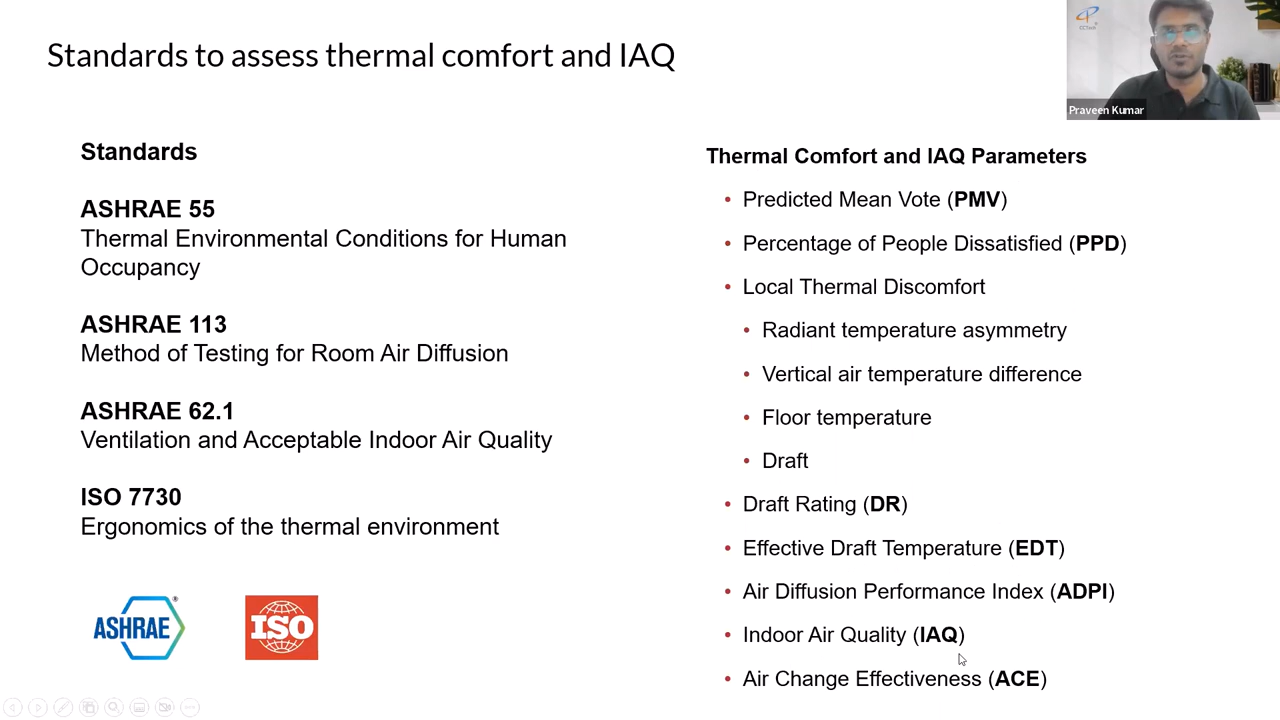 Standards to assess thermal comfort and IAQ
Praveen Kumar
Standards
ASHRAE 55
Thermal Environmental Conditions for Human
Occupancy
ASHRAE 113
Method of Testing for Room Air Diffusion
ASHRAE 62.1
Ventilation and Acceptable Indoor Air Quality
ISO 7730
Ergonomics of the thermal environment
ASHRAE®
ISO
Thermal Comfort and IAQ Parameters
• Predicted Mean Vote (PMV)
• Percentage of People Dissatisfied (PPD)
• Local Thermal Discomfort
• Radiant temperature asymmetry
• Vertical air temperature difference
• Floor temperature
• Draft
• Draft Rating (DR)
• Effective Draft Temperature (EDT)
• Air Diffusion Performance Index (ADPI)
• Indoor Air Quality (IAQ)
• Air Change Effectiveness (ACE)